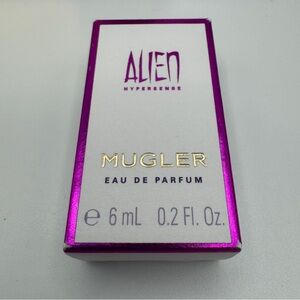 ALIEN
HYPERSENSE
MUGLER
EAU DE PARFUM
e 6 mL 0.2 Fl. Oz.